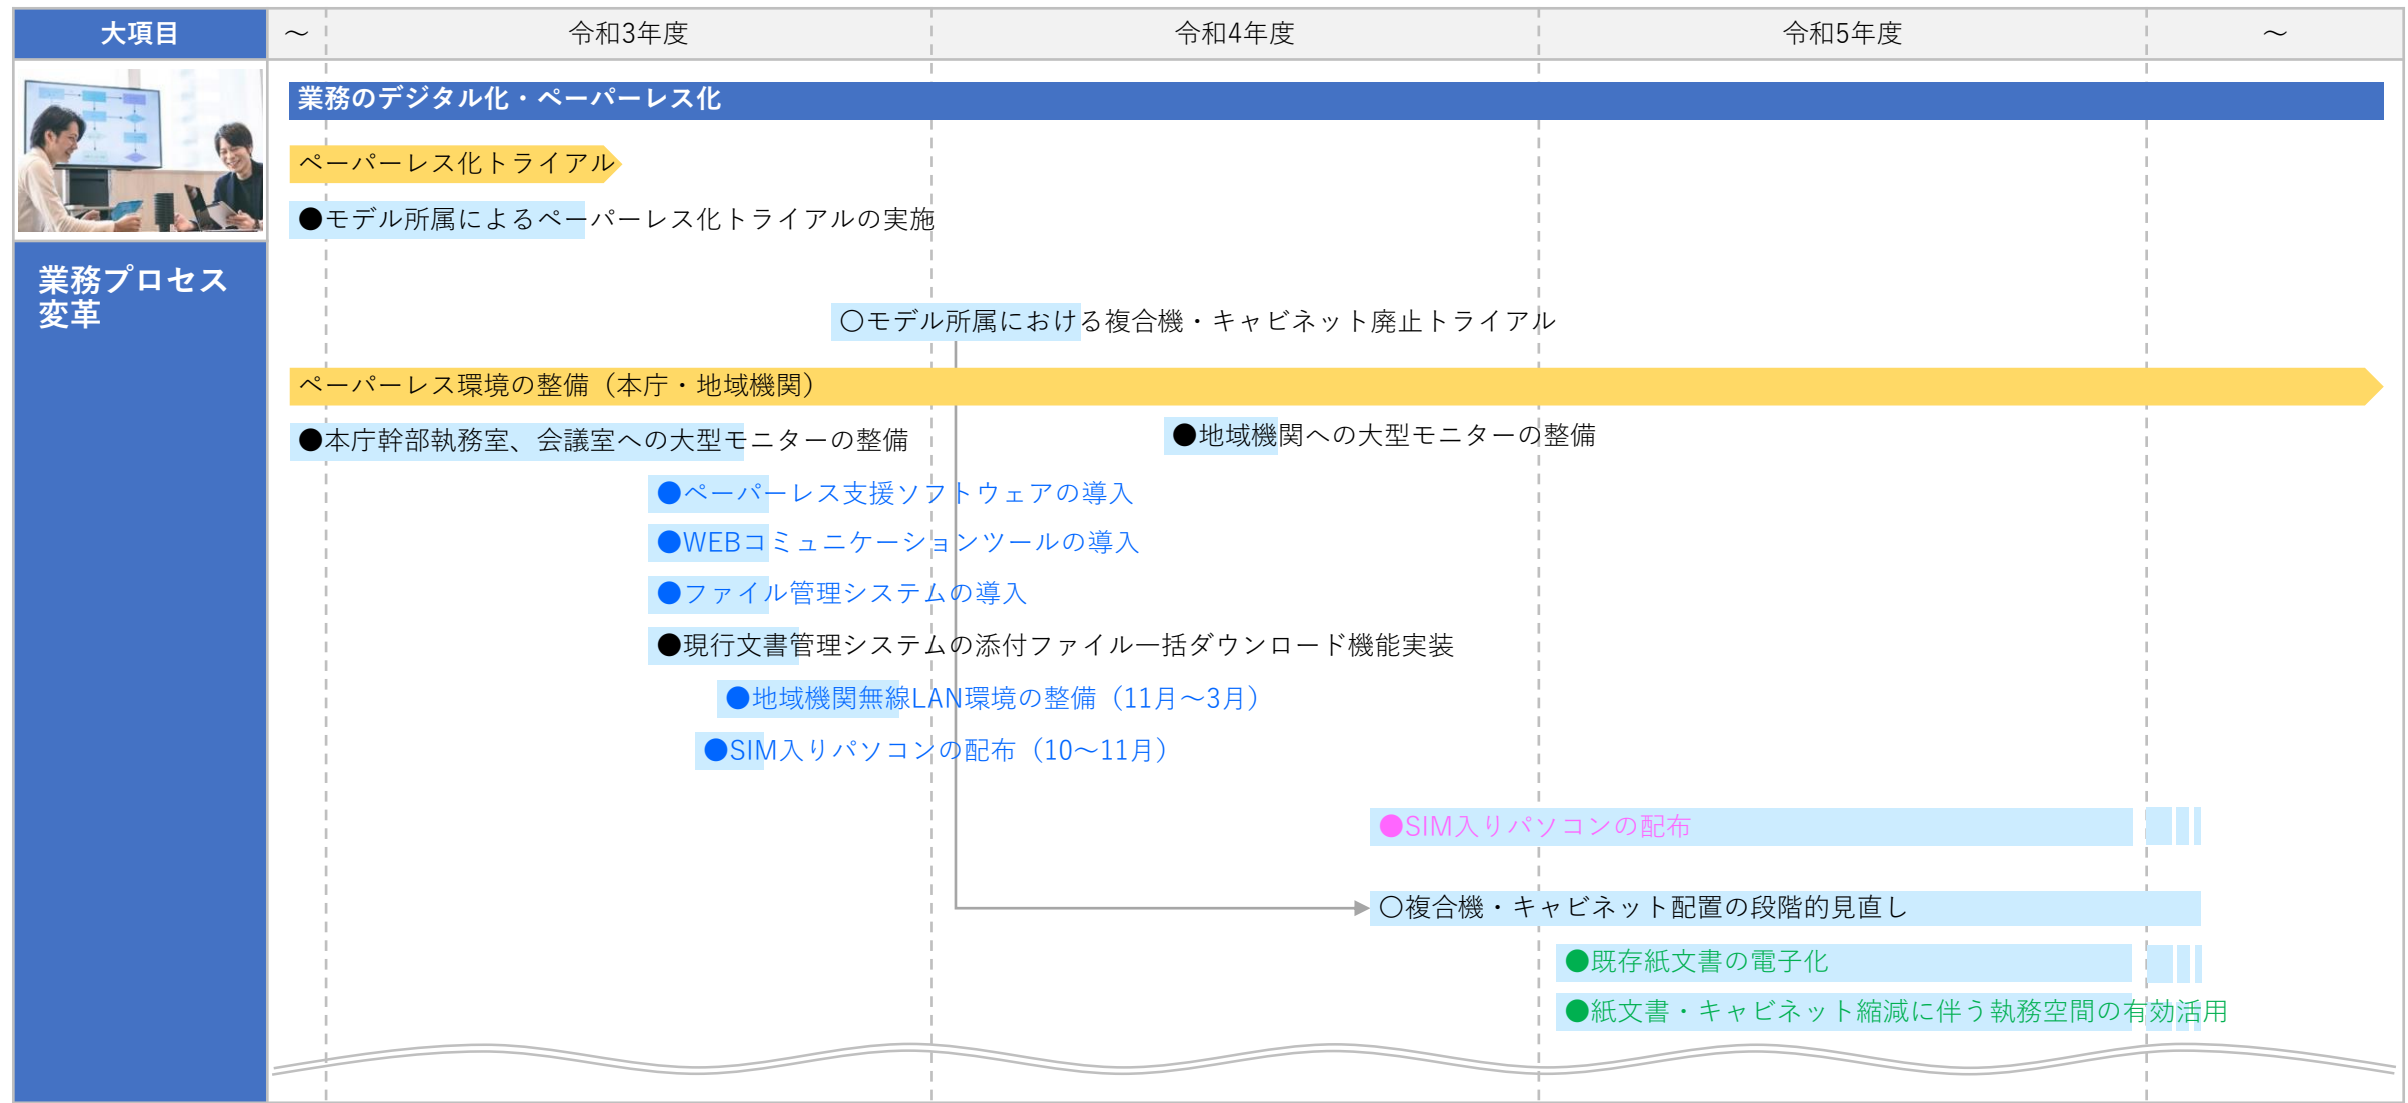 大項目
～
令和3年度
令和4年度
令和5年度
～
業務プロセス
変革
業務のデジタル化・ペーパーレス化
ペーパーレス化トライアル
●モデル所属によるペーパーレス化トライアルの実施
〇モデル所属における複合機・キャビネット廃止トライアル
ペーパーレス環境の整備（本庁・地域機関）
●本庁幹部執務室、会議室への大型モニターの整備
●地域機関への大型モニターの整備
●ペーパーレス支援ソフトウェアの導入
●WEBコミュニケーションツールの導入
●ファイル管理システムの導入
●現行文書管理システムの添付ファイル一括ダウンロード機能実装
●地域機関無線LAN環境の整備（11月～3月）
●SIM入りパソコンの配布（10～11月）
●SIM入りパソコンの配布
〇複合機・キャビネット配置の段階的見直し
●既存紙文書の電子化
●紙文書・キャビネット縮減に伴う執務空間の有効活用